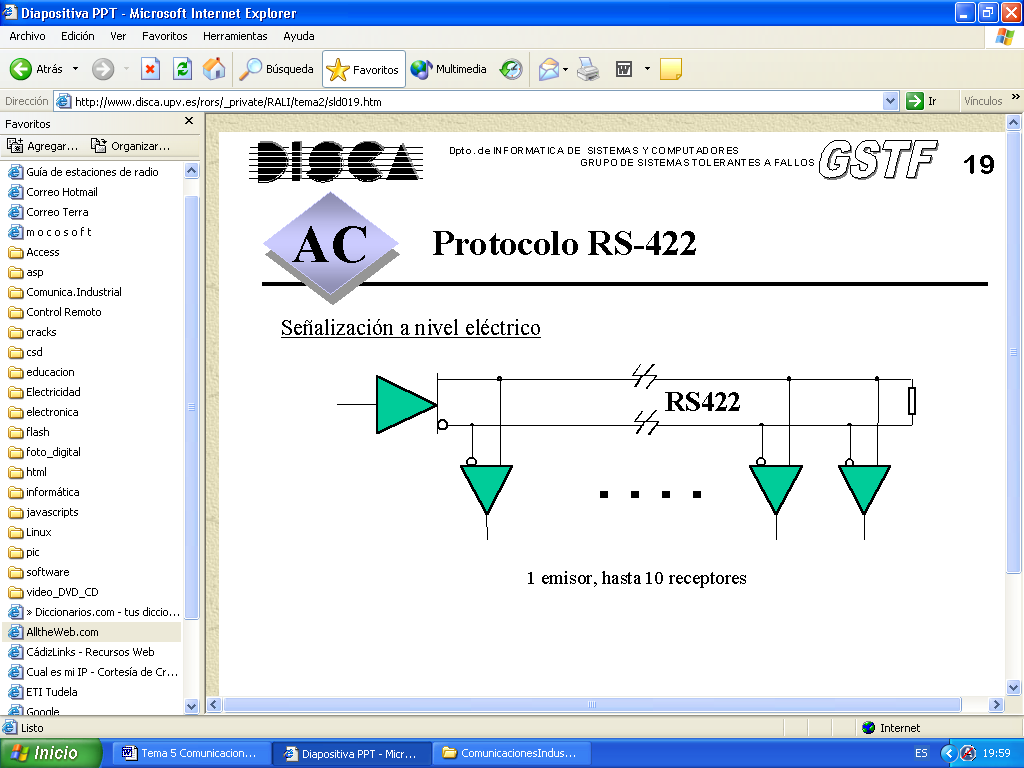 Diapositiva PPT - Microsoft Internet Explorer
Archivo Edición Ver Favoritos Herramientas Ayuda
Atrás Búsqueda Favoritos Multimedia
Dirección http://www.disca.upv.es/rors/_private/RALI/tema2/sld019.htm Ir Vínculos »
Favoritos
Agregar... Organizar...
Guía de estaciones de radio
Correo Hotmail
Correo Terra
m o c o s o f t
Access
asp
Comunica.Industrial
Control Remoto
cracks
csd
educacion
Electricidad
electronica
flash
foto_digital
html
informática
javascripts
Linux
pic
software
video_DVD_CD
» Diccionarios.com - tus diccio...
AlltheWeb.com
CádizLinks - Recursos Web
Cual es mi IP - Cortesía de Cr...
ETI Tudela
Google
DISCA
Dpto. de INFORMATICA DE SISTEMAS Y COMPUTADORES
GRUPO DE SISTEMAS TOLERANTES A FALLOS
GSTF
19
AC
Protocolo RS-422
Señalización a nivel eléctrico
RS422
1 emisor, hasta 10 receptores
Listo Internet
Inicio Tema 5 Comunicacion... Diapositiva PPT - Micr... ComunicacionesIndus... ES 19:59